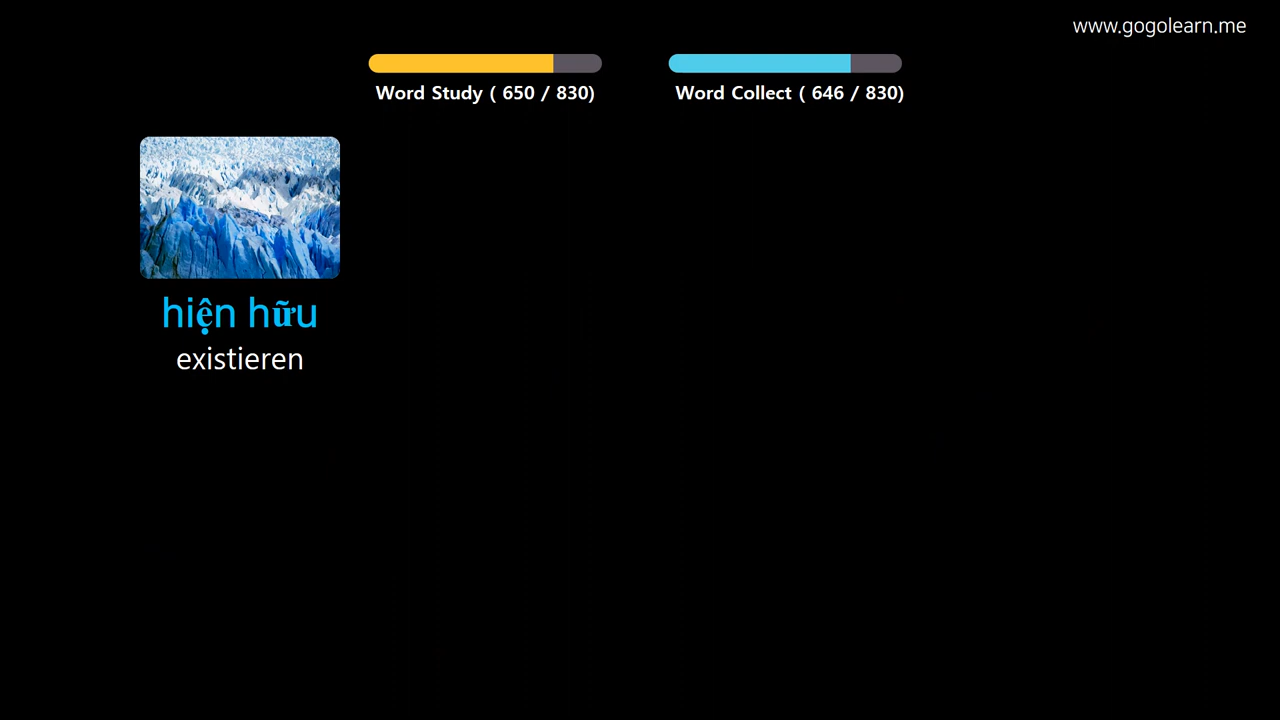 www.gogolearn.me
Word Study ( 650 / 830)
Word Collect ( 646 / 830)
hiện hữu
existieren